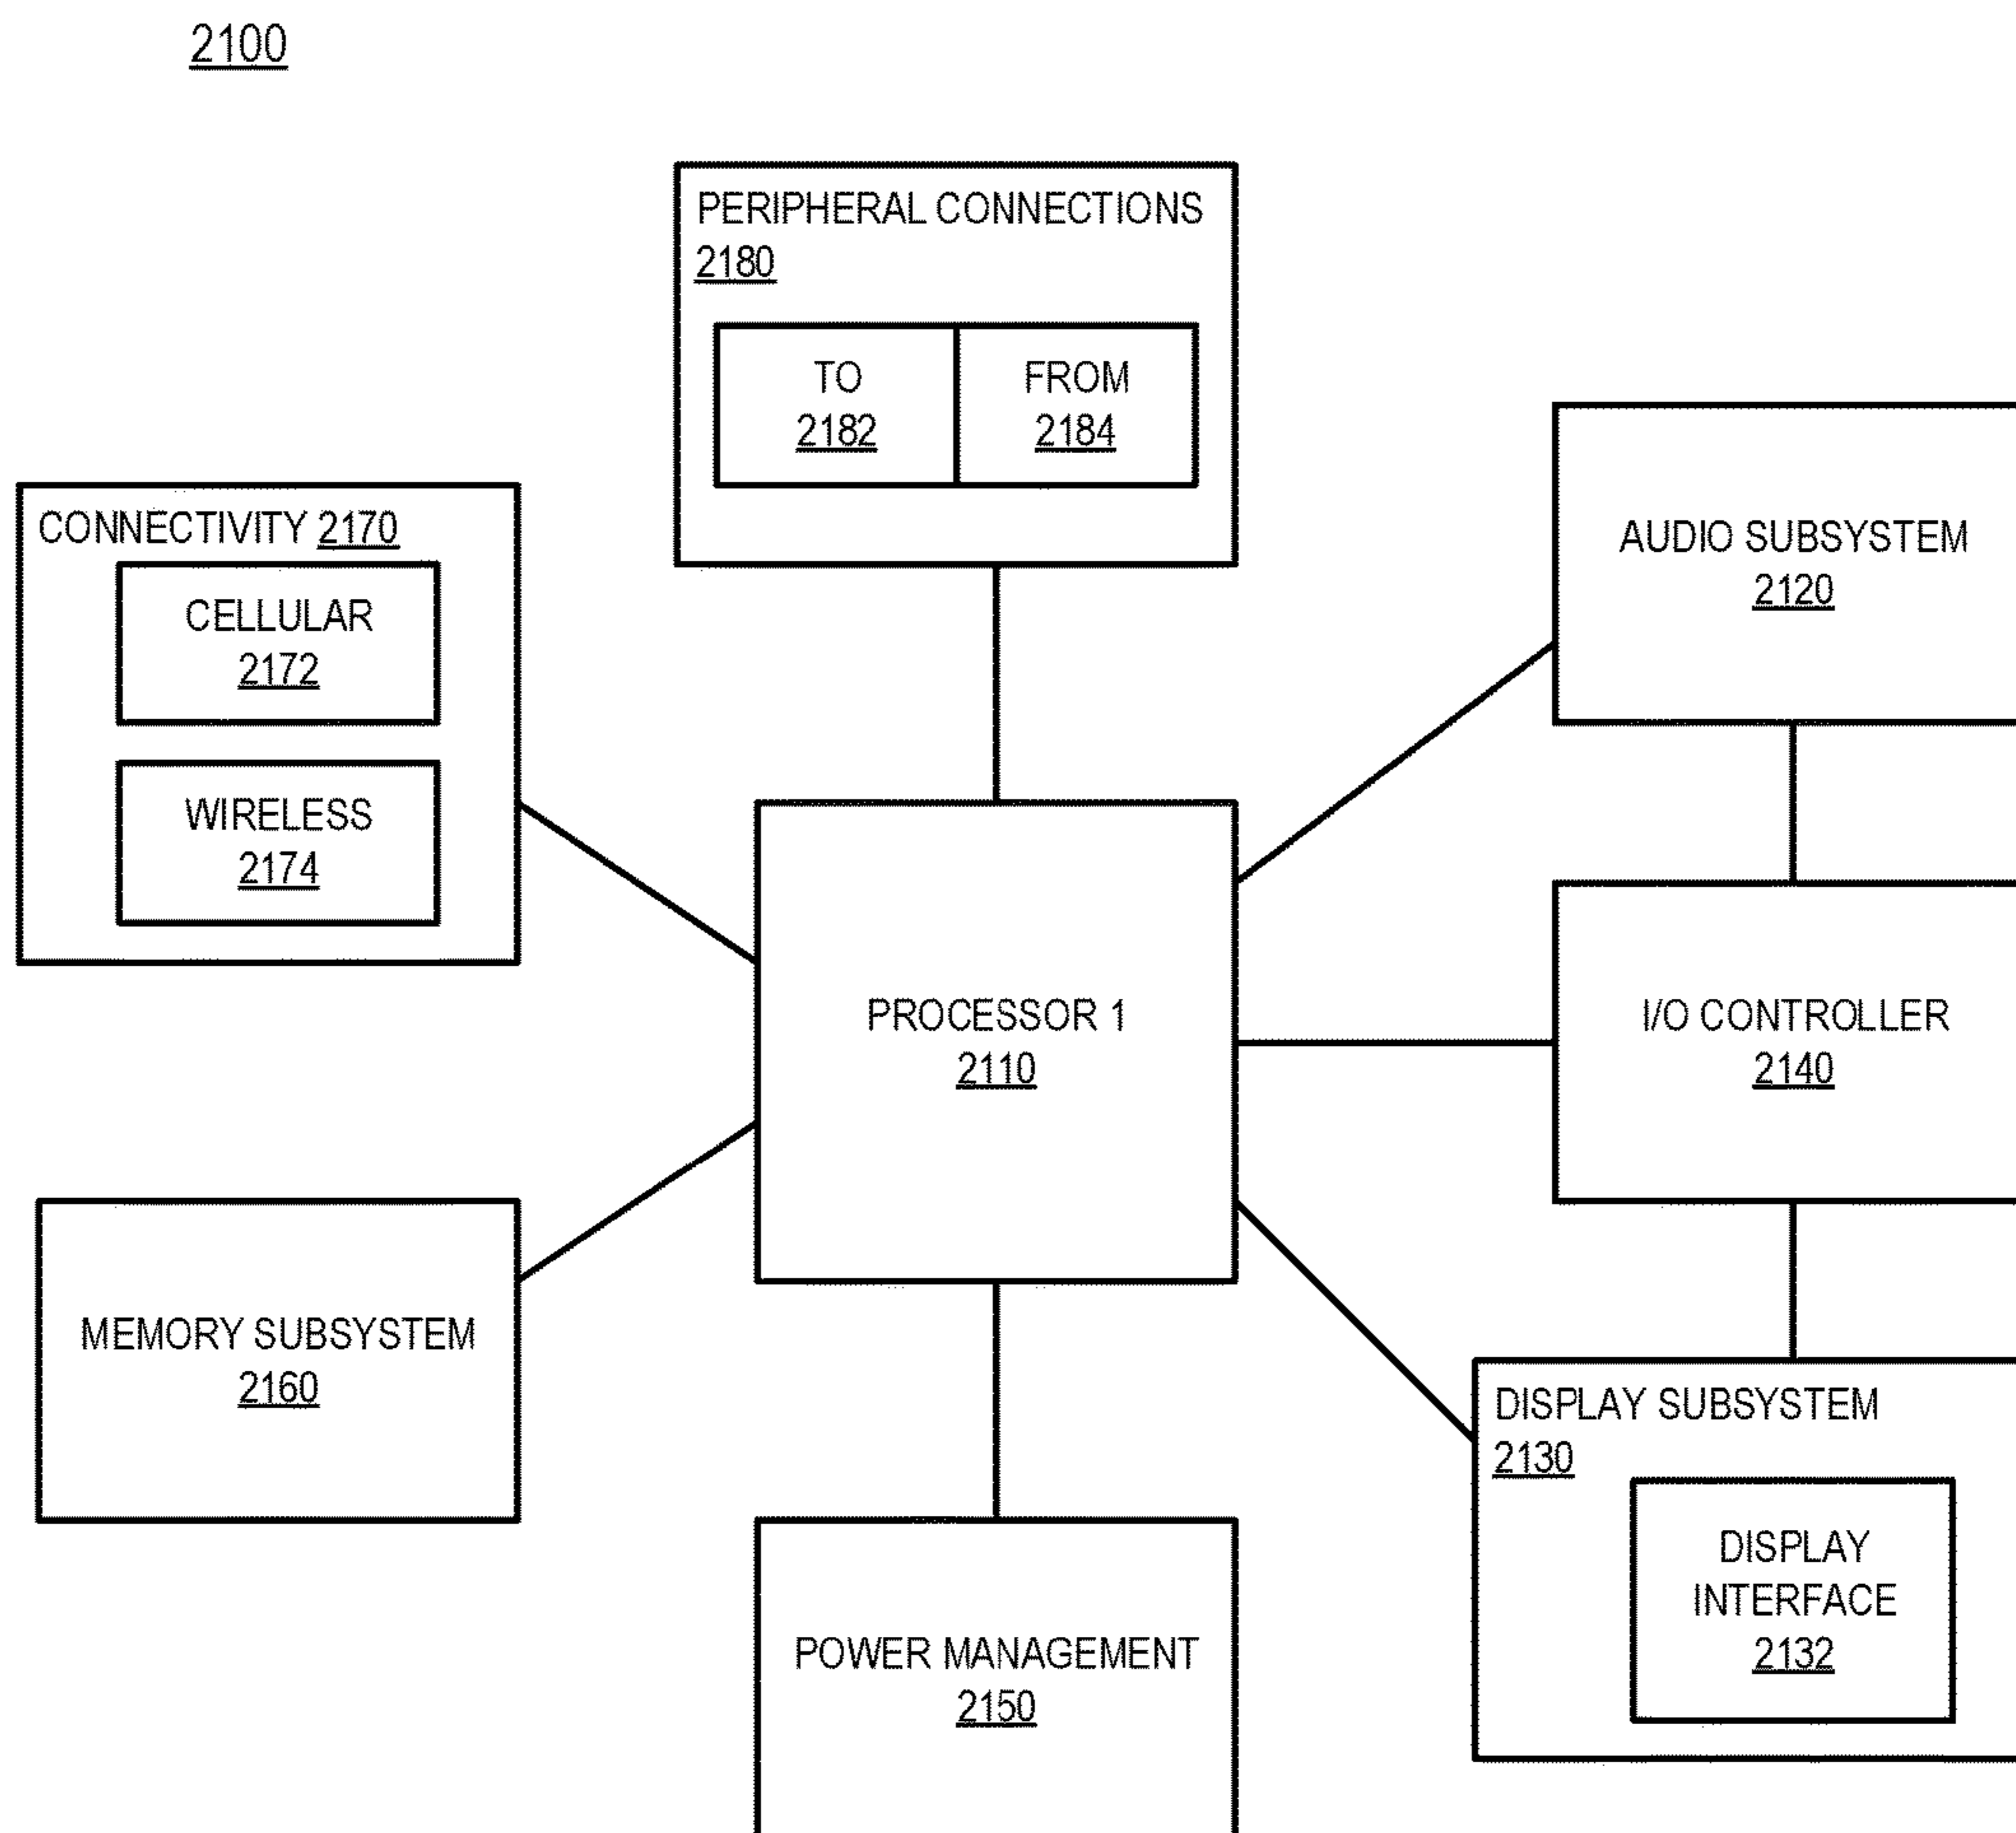 2100
PERIPHERAL CONNECTIONS
2180
TO
2182
FROM
2184
CONNECTIVITY 2170
CELLULAR
2172
WIRELESS
2174
AUDIO SUBSYSTEM
2120
PROCESSOR 1
2110
I/O CONTROLLER
2140
MEMORY SUBSYSTEM
2160
DISPLAY SUBSYSTEM
2130
DISPLAY
INTERFACE
2132
POWER MANAGEMENT
2150